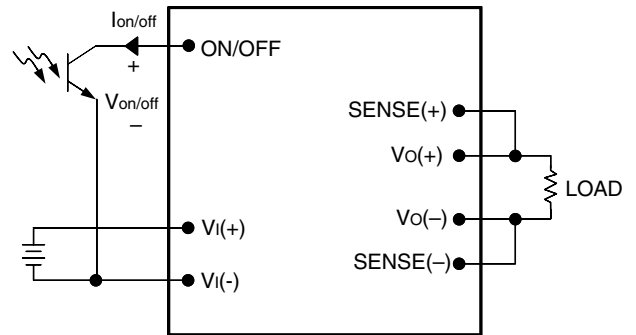 Ion/off
ON/OFF
+
Von/off
–
SENSE(+)
VO(+)
LOAD
VO(–)
SENSE(–)
VI(+)
VI(-)